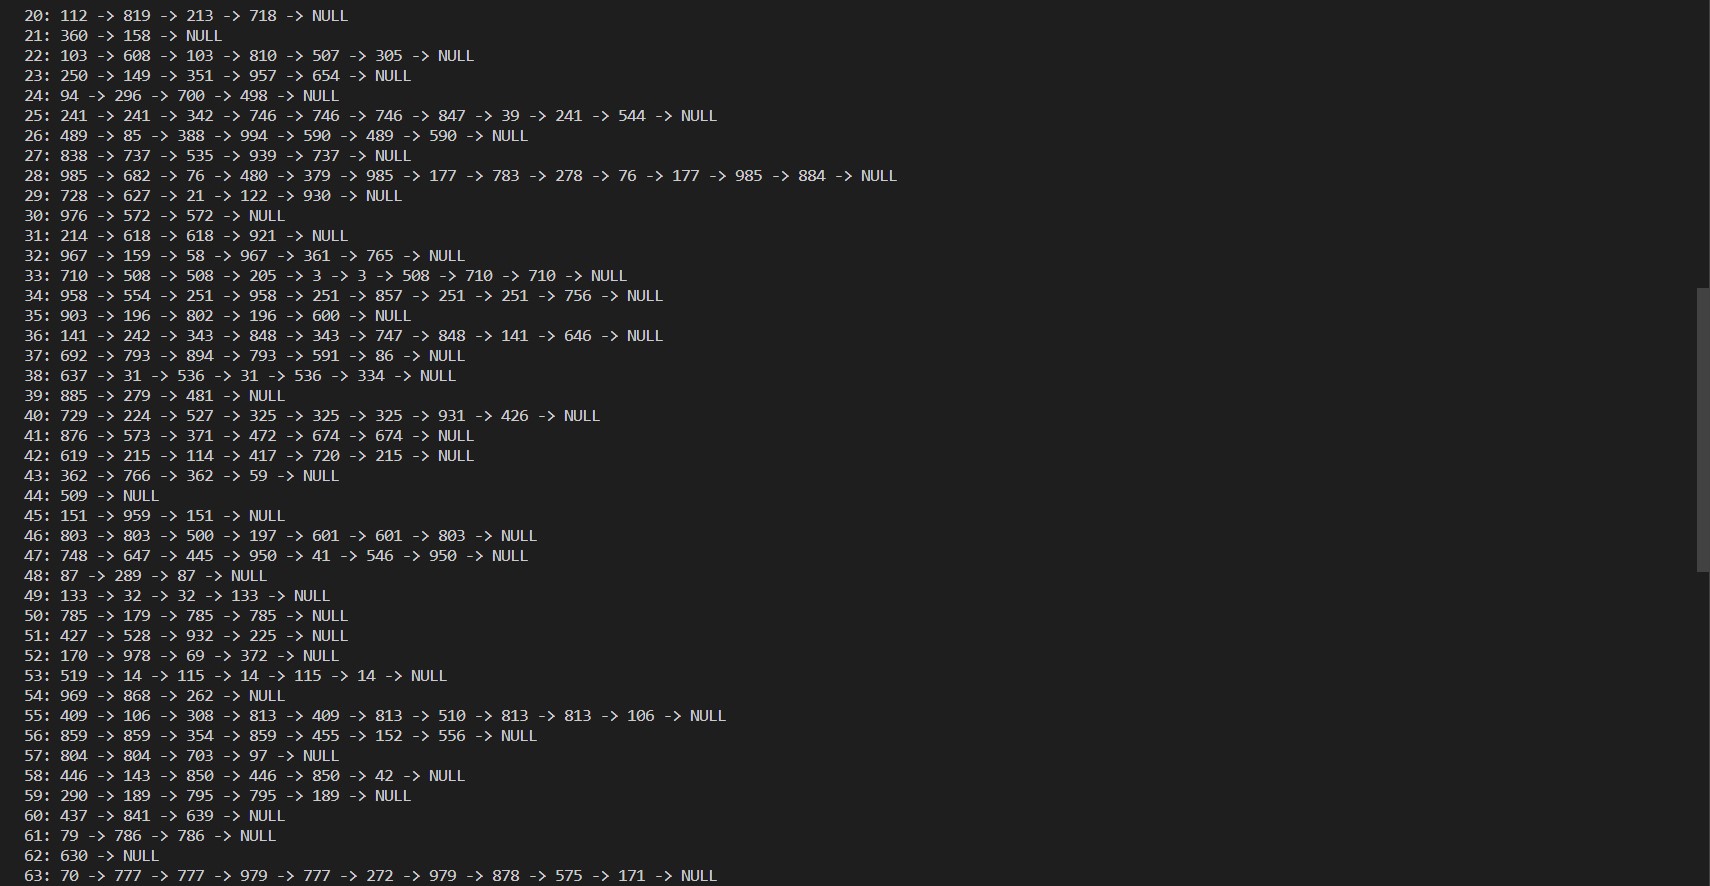 20: 112 -> 819 -> 213 -> 718 -> NULL
21: 360 -> 158 -> NULL
22: 103 -> 608 -> 103 -> 810 -> 507 -> 305 -> NULL
23: 250 -> 149 -> 351 -> 957 -> 654 -> NULL
24: 94 -> 296 -> 700 -> 498 -> NULL
25: 241 -> 241 -> 342 -> 746 -> 746 -> 746 -> 847 -> 39 -> 241 -> 544 -> NULL
26: 489 -> 85 -> 388 -> 994 -> 590 -> 489 -> 590 -> NULL
27: 838 -> 737 -> 535 -> 939 -> 737 -> NULL
28: 985 -> 682 -> 76 -> 480 -> 379 -> 985 -> 177 -> 783 -> 278 -> 76 -> 177 -> 985 -> 884 -> NULL
29: 728 -> 627 -> 21 -> 122 -> 930 -> NULL
30: 976 -> 572 -> 572 -> NULL
31: 214 -> 618 -> 618 -> 921 -> NULL
32: 967 -> 159 -> 58 -> 967 -> 361 -> 765 -> NULL
33: 710 -> 508 -> 508 -> 205 -> 3 -> 3 -> 508 -> 710 -> 710 -> NULL
34: 958 -> 554 -> 251 -> 958 -> 251 -> 857 -> 251 -> 251 -> 756 -> NULL
35: 903 -> 196 -> 802 -> 196 -> 600 -> NULL
36: 141 -> 242 -> 343 -> 848 -> 343 -> 747 -> 848 -> 141 -> 646 -> NULL
37: 692 -> 793 -> 894 -> 793 -> 591 -> 86 -> NULL
38: 637 -> 31 -> 536 -> 31 -> 536 -> 334 -> NULL
39: 885 -> 279 -> 481 -> NULL
40: 729 -> 224 -> 527 -> 325 -> 325 -> 325 -> 931 -> 426 -> NULL
41: 876 -> 573 -> 371 -> 472 -> 674 -> 674 -> NULL
42: 619 -> 215 -> 114 -> 417 -> 720 -> 215 -> NULL
43: 362 -> 766 -> 362 -> 59 -> NULL
44: 509 -> NULL
45: 151 -> 959 -> 151 -> NULL
46: 803 -> 803 -> 500 -> 197 -> 601 -> 601 -> 803 -> NULL
47: 748 -> 647 -> 445 -> 950 -> 41 -> 546 -> 950 -> NULL
48: 87 -> 289 -> 87 -> NULL
49: 133 -> 32 -> 32 -> 133 -> NULL
50: 785 -> 179 -> 785 -> 785 -> NULL
51: 427 -> 528 -> 932 -> 225 -> NULL
52: 170 -> 978 -> 69 -> 372 -> NULL
53: 519 -> 14 -> 115 -> 14 -> 115 -> 14 -> NULL
54: 969 -> 868 -> 262 -> NULL
55: 409 -> 106 -> 308 -> 813 -> 409 -> 813 -> 510 -> 813 -> 813 -> 106 -> NULL
56: 859 -> 859 -> 354 -> 859 -> 455 -> 152 -> 556 -> NULL
57: 804 -> 804 -> 703 -> 97 -> NULL
58: 446 -> 143 -> 850 -> 446 -> 850 -> 42 -> NULL
59: 290 -> 189 -> 795 -> 795 -> 189 -> NULL
60: 437 -> 841 -> 639 -> NULL
61: 79 -> 786 -> 786 -> NULL
62: 630 -> NULL
63: 70 -> 777 -> 777 -> 979 -> 777 -> 272 -> 979 -> 878 -> 575 -> 171 -> NULL